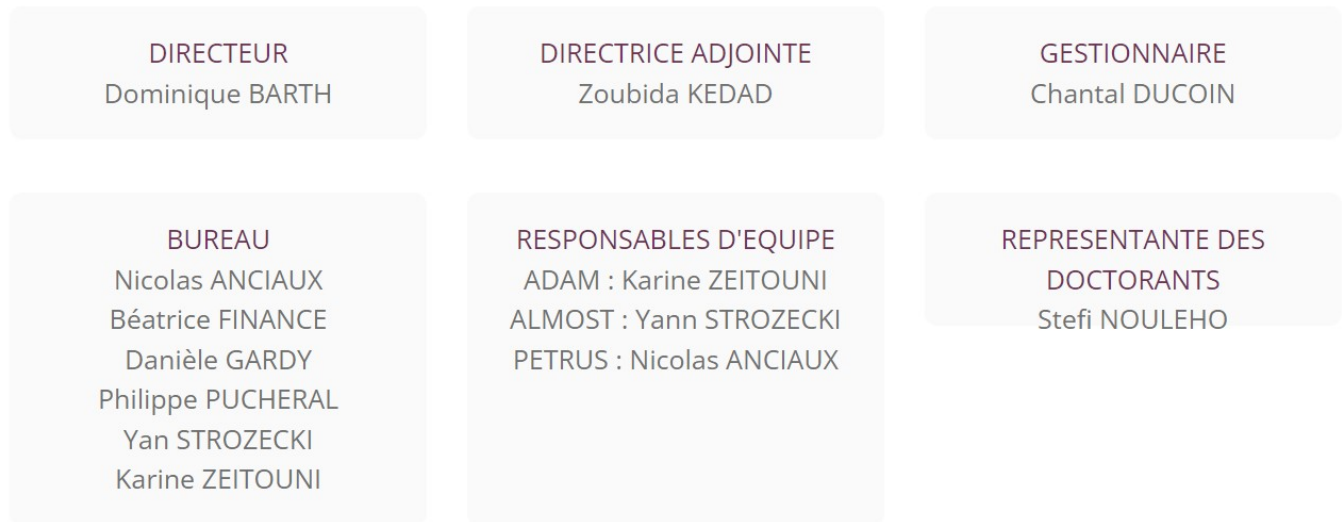 DIRECTEUR
Dominique BARTH
DIRECTRICE ADJOINTE
Zoubida KEDAD
GESTIONNAIRE
Chantal DUCOIN
BUREAU
Nicolas ANCIAUX
Béatrice FINANCE
Danièle GARDY
Philippe PUCHERAL
Yan STROZECKI
Karine ZEITOUNI
RESPONSABLES D'EQUIPE
ADAM : Karine ZEITOUNI
ALMOST : Yann STROZECKI
PETRUS : Nicolas ANCIAUX
REPRESENTANTE DES
DOCTORANTS
Stefi NOULEHO